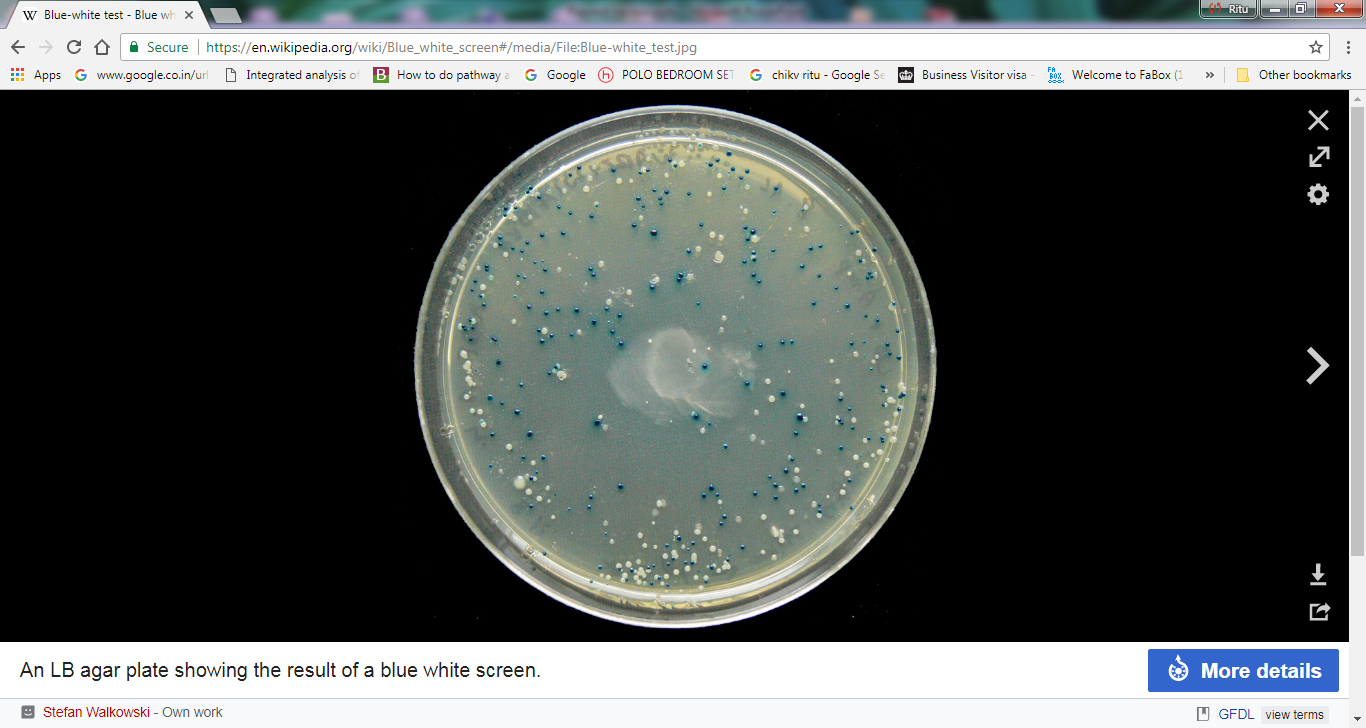 Blue-white test - Blue wh
Ritu
Secure https://en.wikipedia.org/wiki/Blue_white_screen#/media/File:Blue-white_test.jpg
Apps www.google.co.in/url Integrated analysis of How to do pathway a Google POLO BEDROOM SET chikv ritu - Google Se Business Visitor visa - FA BOX Welcome to FaBox (1 » Other bookmarks
An LB agar plate showing the result of a blue white screen.
More details
Stefan Walkowski - Own work
GFDL view terms